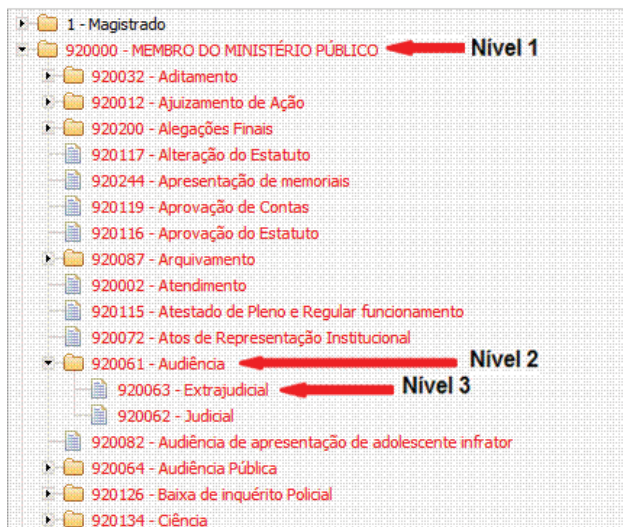 1 - Magistrado
920000 - MEMBRO DO MINISTÉRIO PÚBLICO Nível 1
920032 - Aditamento
920012 - Ajuizamento de Ação
920200 - Alegações Finais
920117 - Alteração do Estatuto
920244 - Apresentação de memoriais
920119 - Aprovação de Contas
920116 - Aprovação do Estatuto
920087 - Arquivamento
920002 - Atendimento
920115 - Atestado de Pleno e Regular funcionamento
920072 - Atos de Representação Institucional
920061 - Audiência Nível 2
920063 - Extrajudicial Nível 3
920062 - Judicial
920082 - Audiência de apresentação de adolescente infrator
920064 - Audiência Pública
920126 - Baixa de inquérito Policial
920134 - Ciência